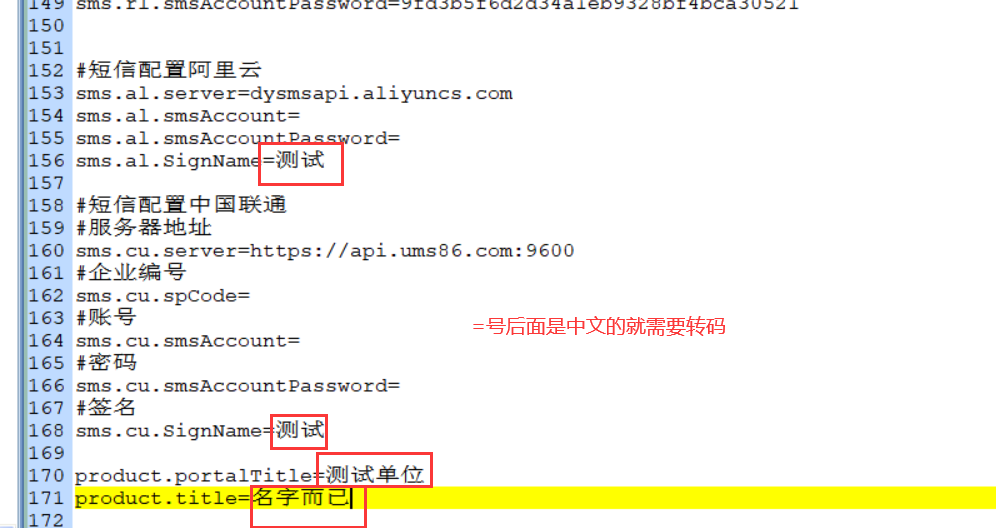 149 sms.rl.smsAccountPassword=9fd3b5f6d2d34a1eb9328bf4bca30521
150
151
152 #短信配置阿里云
153 sms.al.server=dysmsapi.aliyuncs.com
154 sms.al.smsAccount=
155 sms.al.smsAccountPassword=
156 sms.al.SignName=测试
157
158 #短信配置中国联通
159 #服务器地址
160 sms.cu.server=https://api.ums86.com:9600
161 #企业编号
162 sms.cu.spCode=
163 #账号
=号后面是中文的就需要转码
164 sms.cu.smsAccount=
165 #密码
166 sms.cu.smsAccountPassword=
167 #签名
168 sms.cu.SignName=测试
169
170 product.portalTitle=测试单位
171 product.title=名字而已
172